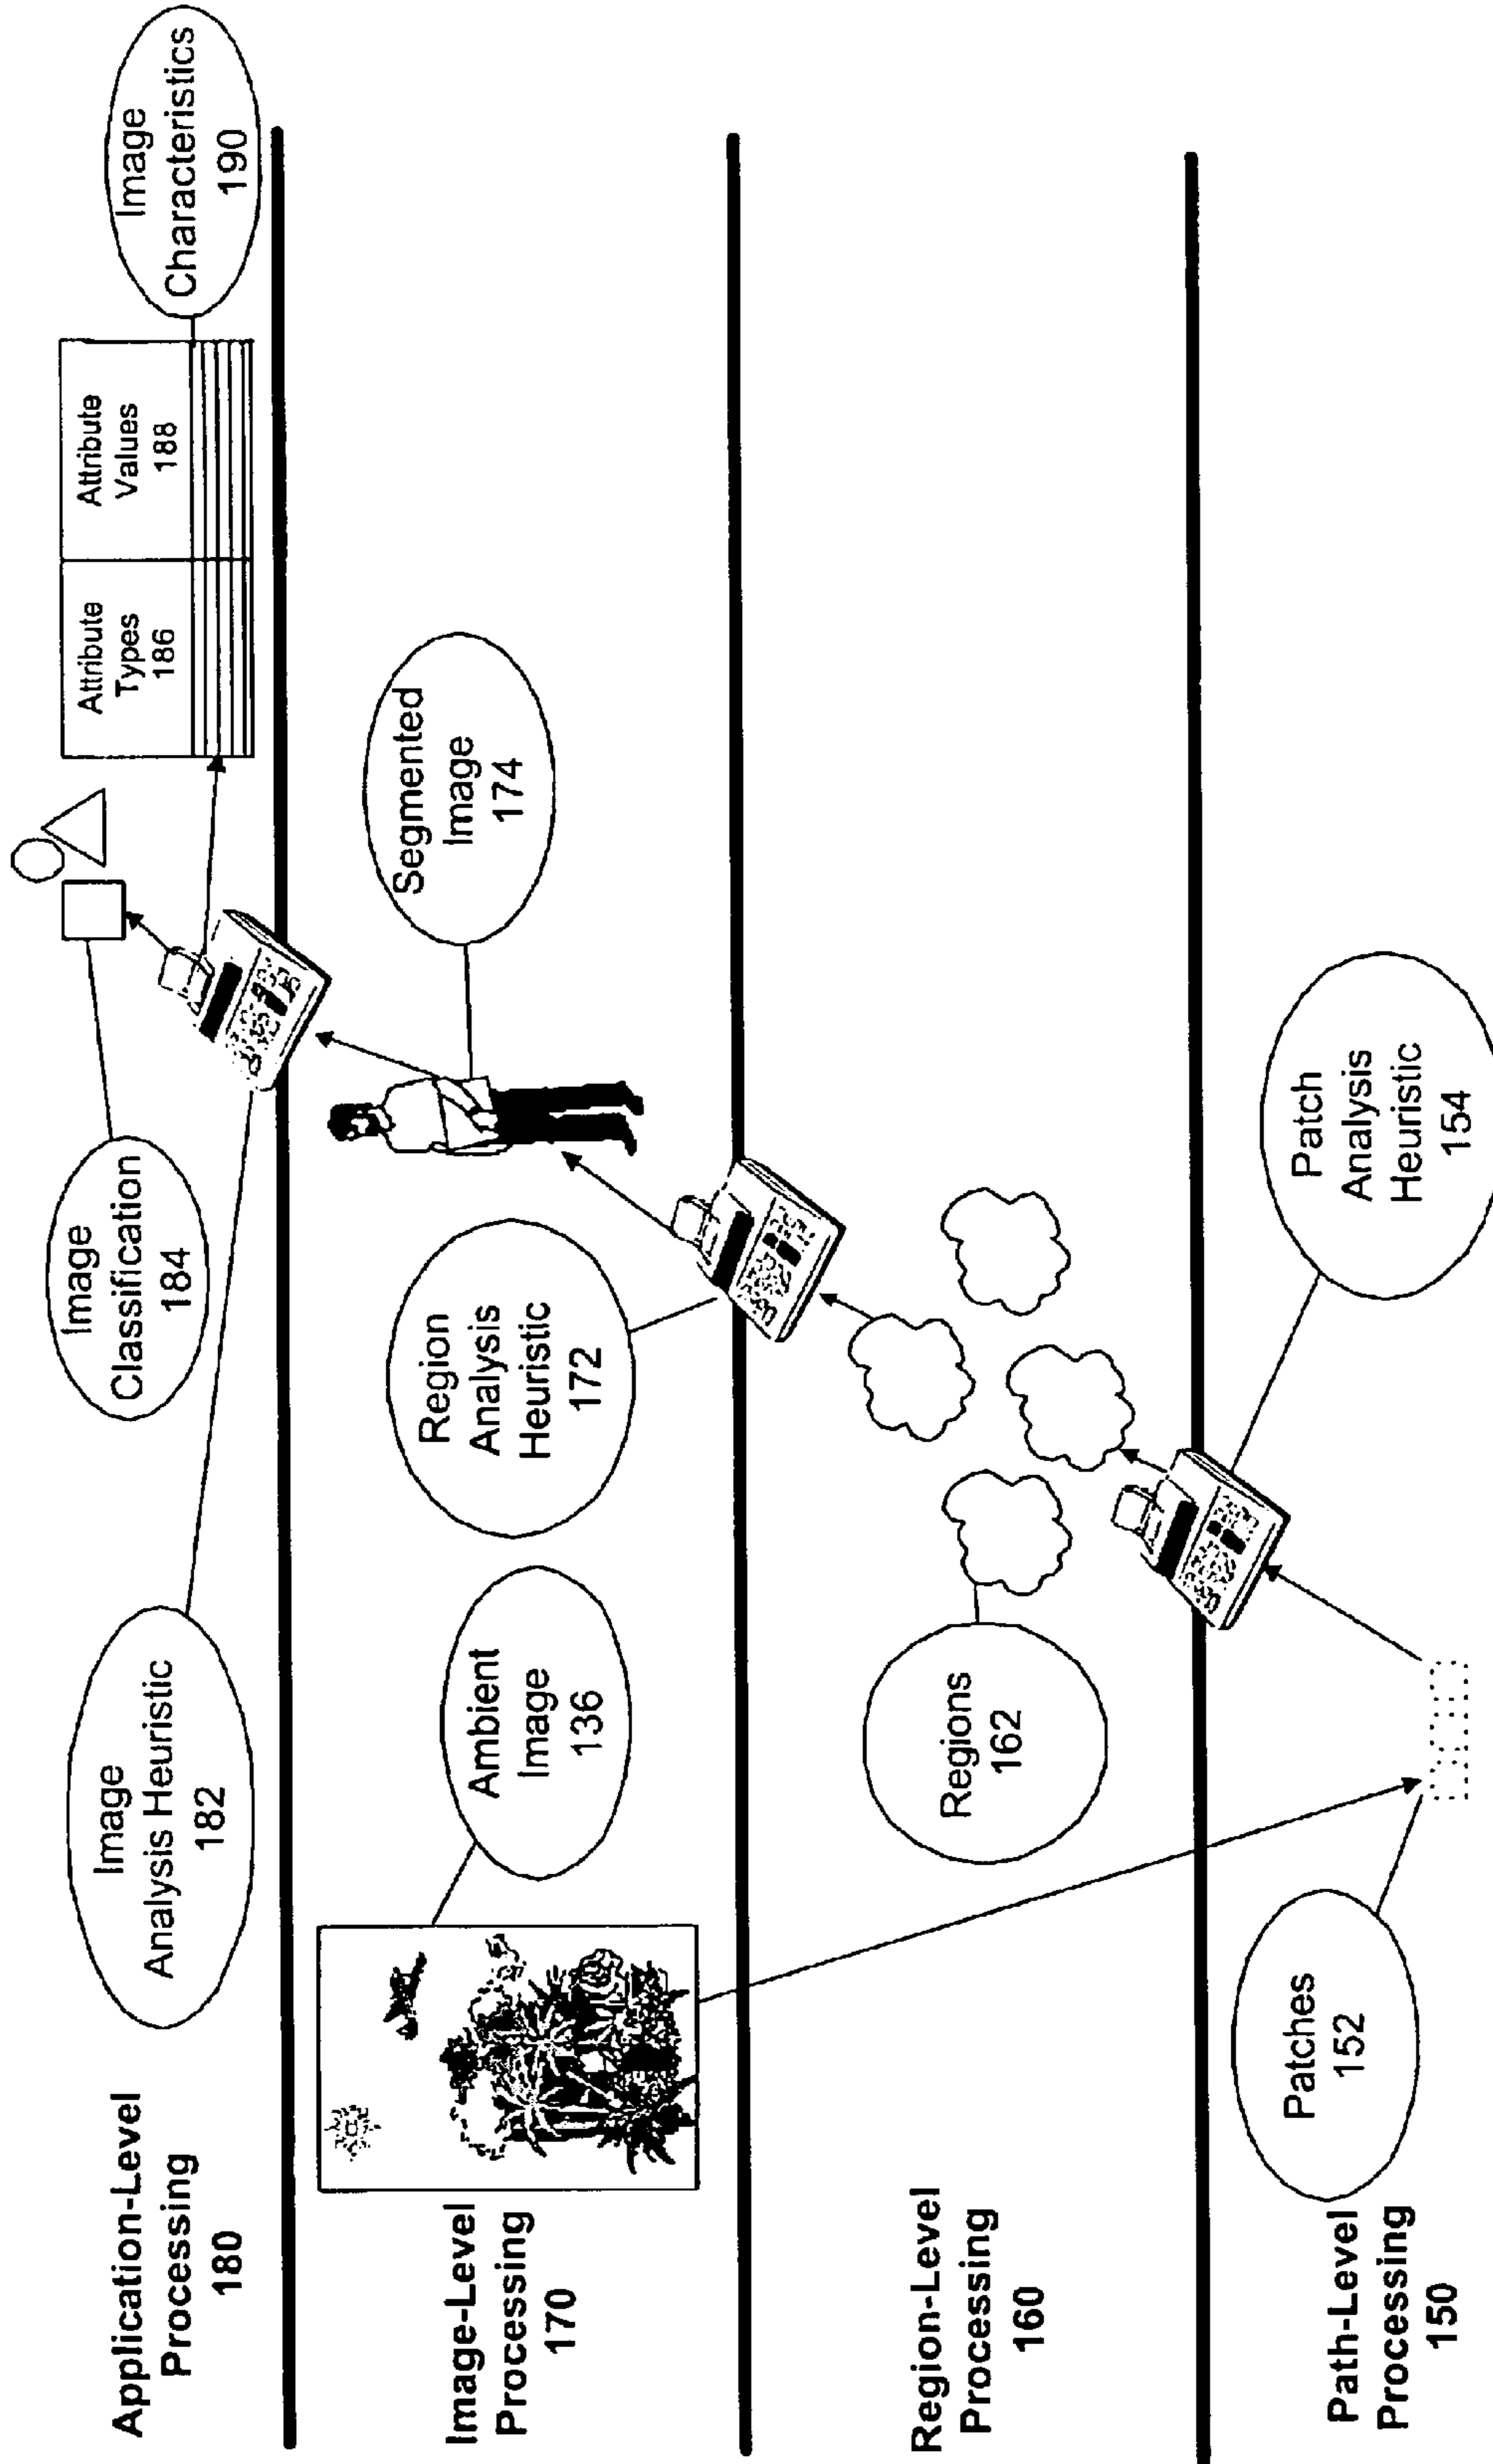 Application-Level
Processing
180
Image
Analysis Heuristic
182
Image
Classification
184
Attribute
Types
186
Attribute
Values
188
Image
Characteristics
190
Image-Level
Processing
170
Ambient
Image
136
Region
Analysis
Heuristic
172
Segmented
Image
174
Region-Level
Processing
160
Regions
162
Path-Level
Processing
150
Patches
152
Patch
Analysis
Heuristic
154